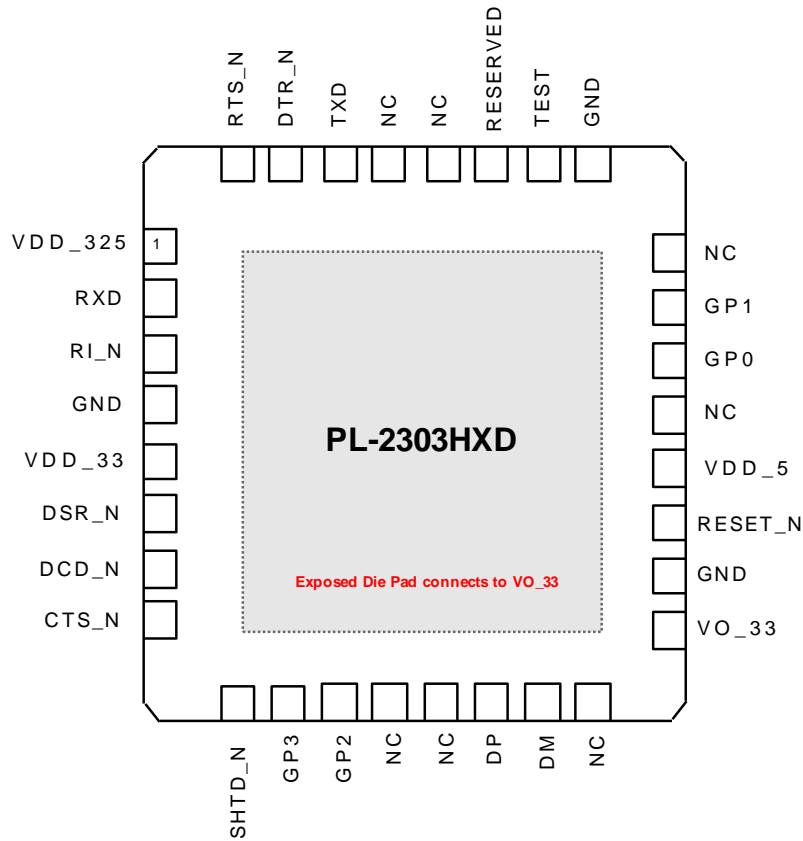 RTS_N
DTR_N
TXD
NC
NC
RESERVED
TEST
GND
VDD_325
1
RXD
RI_N
GND
VDD_33
DSR_N
DCD_N
CTS_N
PL-2303HXD
Exposed Die Pad connects to VO_33
NC
GP1
GP0
NC
VDD_5
RESET_N
GND
VO_33
SHTD_N
GP3
GP2
NC
NC
DP
DM
NC